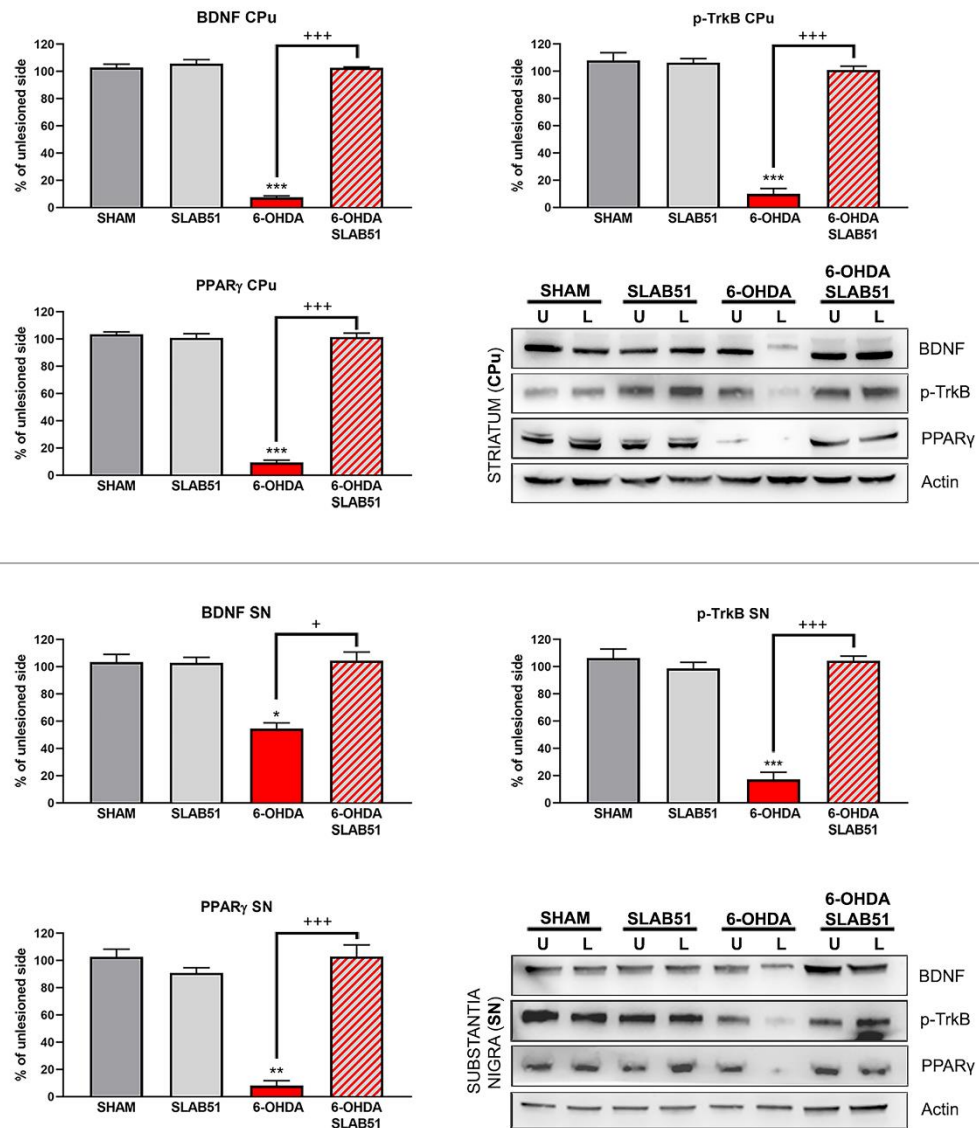 BDNF CPu
+++
% of unlesioned side
120
100
80
60
40
20
0
***
SHAM SLAB51 6-OHDA 6-OHDA
SLAB51
p-TrkB CPu
+++
% of unlesioned side
120
100
80
60
40
20
0
***
SHAM SLAB51 6-OHDA 6-OHDA
SLAB51
PPARγ CPu
+++
% of unlesioned side
120
100
80
60
40
20
0
***
SHAM SLAB51 6-OHDA 6-OHDA
SLAB51
6-OHDA
SHAM SLAB51 6-OHDA SLAB51
U L U L U L U L
STRIATUM (CPu)
BDNF
p-TrkB
PPARγ
Actin
BDNF SN
+
% of unlesioned side
120
100
80
60
40
20
0
*
SHAM SLAB51 6-OHDA 6-OHDA
SLAB51
p-TrkB SN
+++
% of unlesioned side
120
100
80
60
40
20
0
***
SHAM SLAB51 6-OHDA 6-OHDA
SLAB51
PPARγ SN
+++
% of unlesioned side
120
100
80
60
40
20
0
**
SHAM SLAB51 6-OHDA 6-OHDA
SLAB51
6-OHDA
SHAM SLAB51 6-OHDA SLAB51
U L U L U L U L
SUBSTANTIA
NIGRA (SN)
BDNF
p-TrkB
PPARγ
Actin